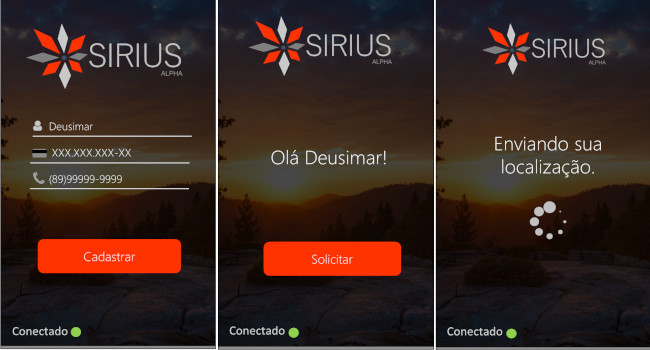 SIRIUS
ALPHA
Deusimar
XXX.XXX.XXX-XX
(89)99999-9999
Cadastrar
Conectado
SIRIUS
ALPHA
Olá Deusimar!
Solicitar
Conectado
SIRIUS
ALPHA
Enviando sua
localização.
Conectado